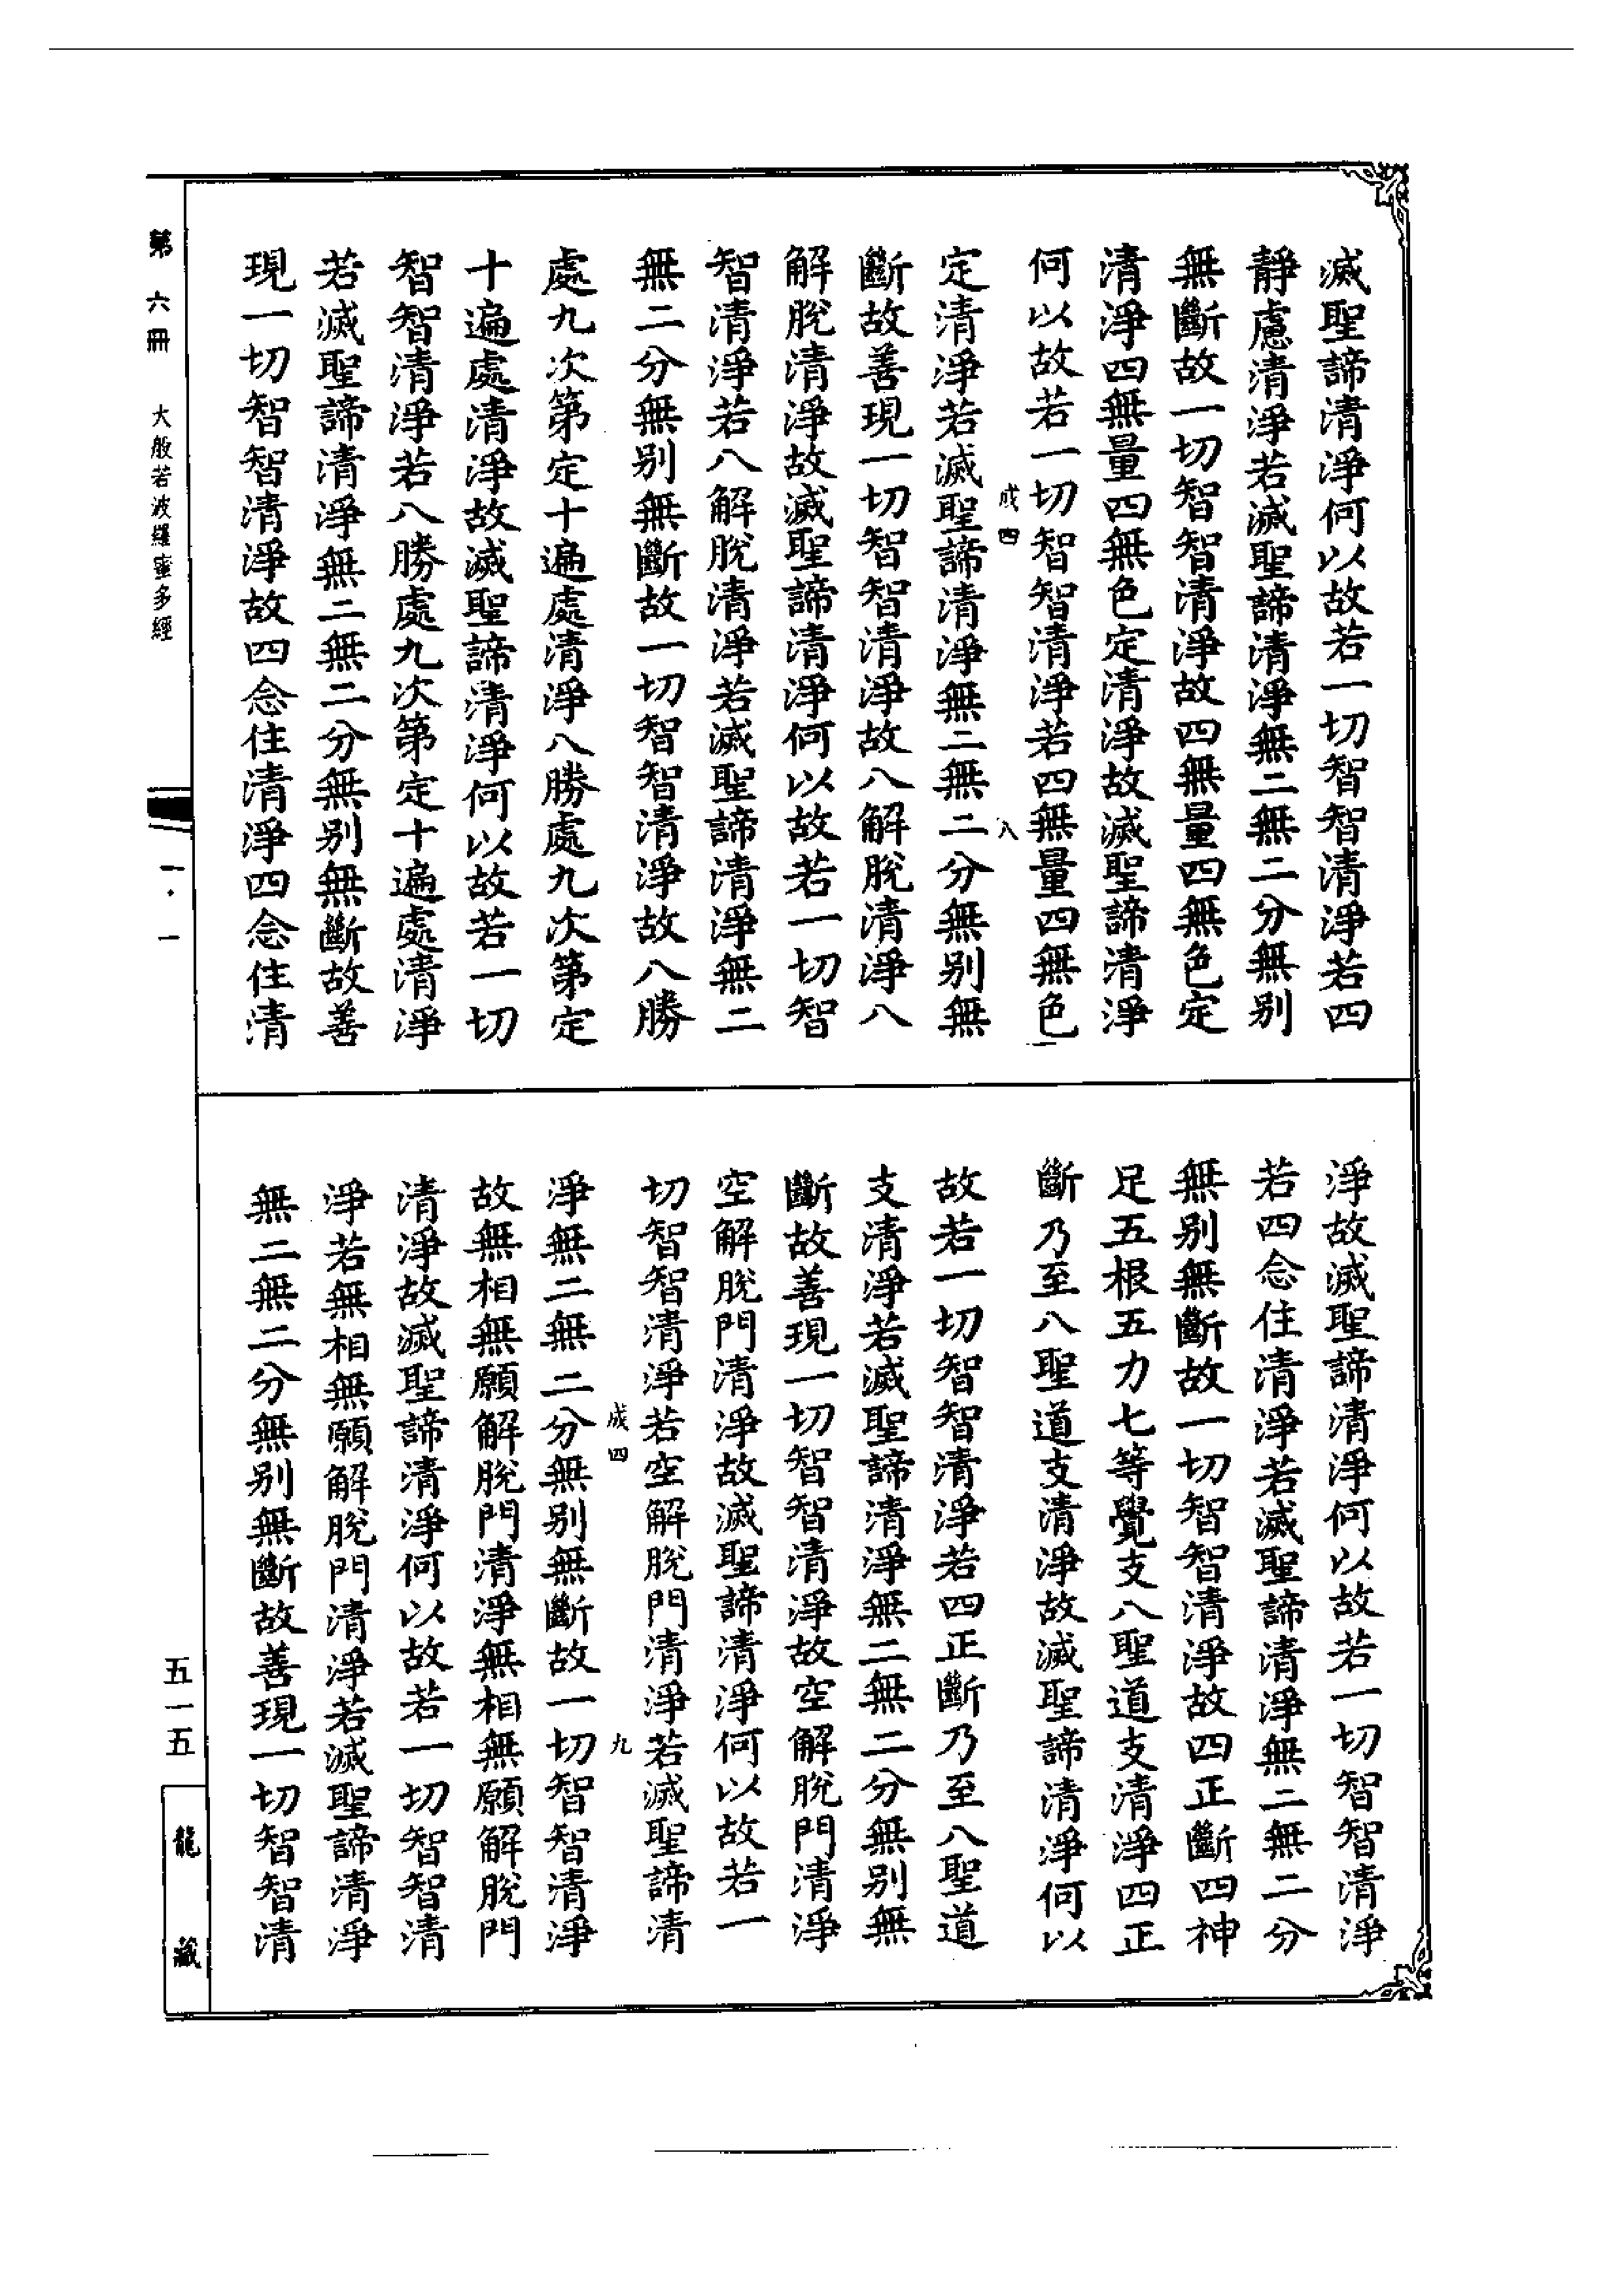 滅聖諦清淨何以故若一切智智清淨若四
靜慮清淨若滅聖諦清淨無二無二分無別
無斷故一切智智清淨故四無量四無色定
清淨四無量四無色定清淨故滅聖諦清淨
何以故若一切智智清淨若四無量四無色
成四 八
定清淨若滅聖諦清淨無二無二分無別無
斷故善現一切智智清淨故八解脫清淨八
解脫清淨故滅聖諦清淨何以故若一切智
智清淨若八解脫清淨若滅聖諦清淨無二
無二分無別無斷故一切智智清淨故八勝
處九次第定十遍處清淨八勝處九次第定
十遍處清淨故滅聖諦清淨何以故若一切
智智清淨若八勝處九次第定十遍處清淨
若滅聖諦清淨無二無二分無別無斷故善
現一切智智清淨故四念住清淨四念住清
淨故滅聖諦清淨何以故若一切智智清淨
若四念住清淨若滅聖諦清淨無二無二分
無別無斷故一切智智清淨故四正斷四神
足五根五力七等覺支八聖道支清淨四正
斷乃至八聖道支清淨故滅聖諦清淨何以
故若一切智智清淨若四正斷乃至八聖道
支清淨若滅聖諦清淨無二無二分無別無
斷故善現一切智智清淨故空解脫門清淨
空解脫門清淨故滅聖諦清淨何以故若一
切智智清淨若空解脫門清淨若滅聖諦清
成四 九
淨無二無二分無別無斷故一切智智清淨
故無相無願解脫門清淨無相無願解脫門
清淨故滅聖諦清淨何以故若一切智智清
淨若無相無願解脫門清淨若滅聖諦清淨
無二無二分無別無斷故善現一切智智清
第六冊 大般若波羅蜜多經
一·一
五一五
龍藏